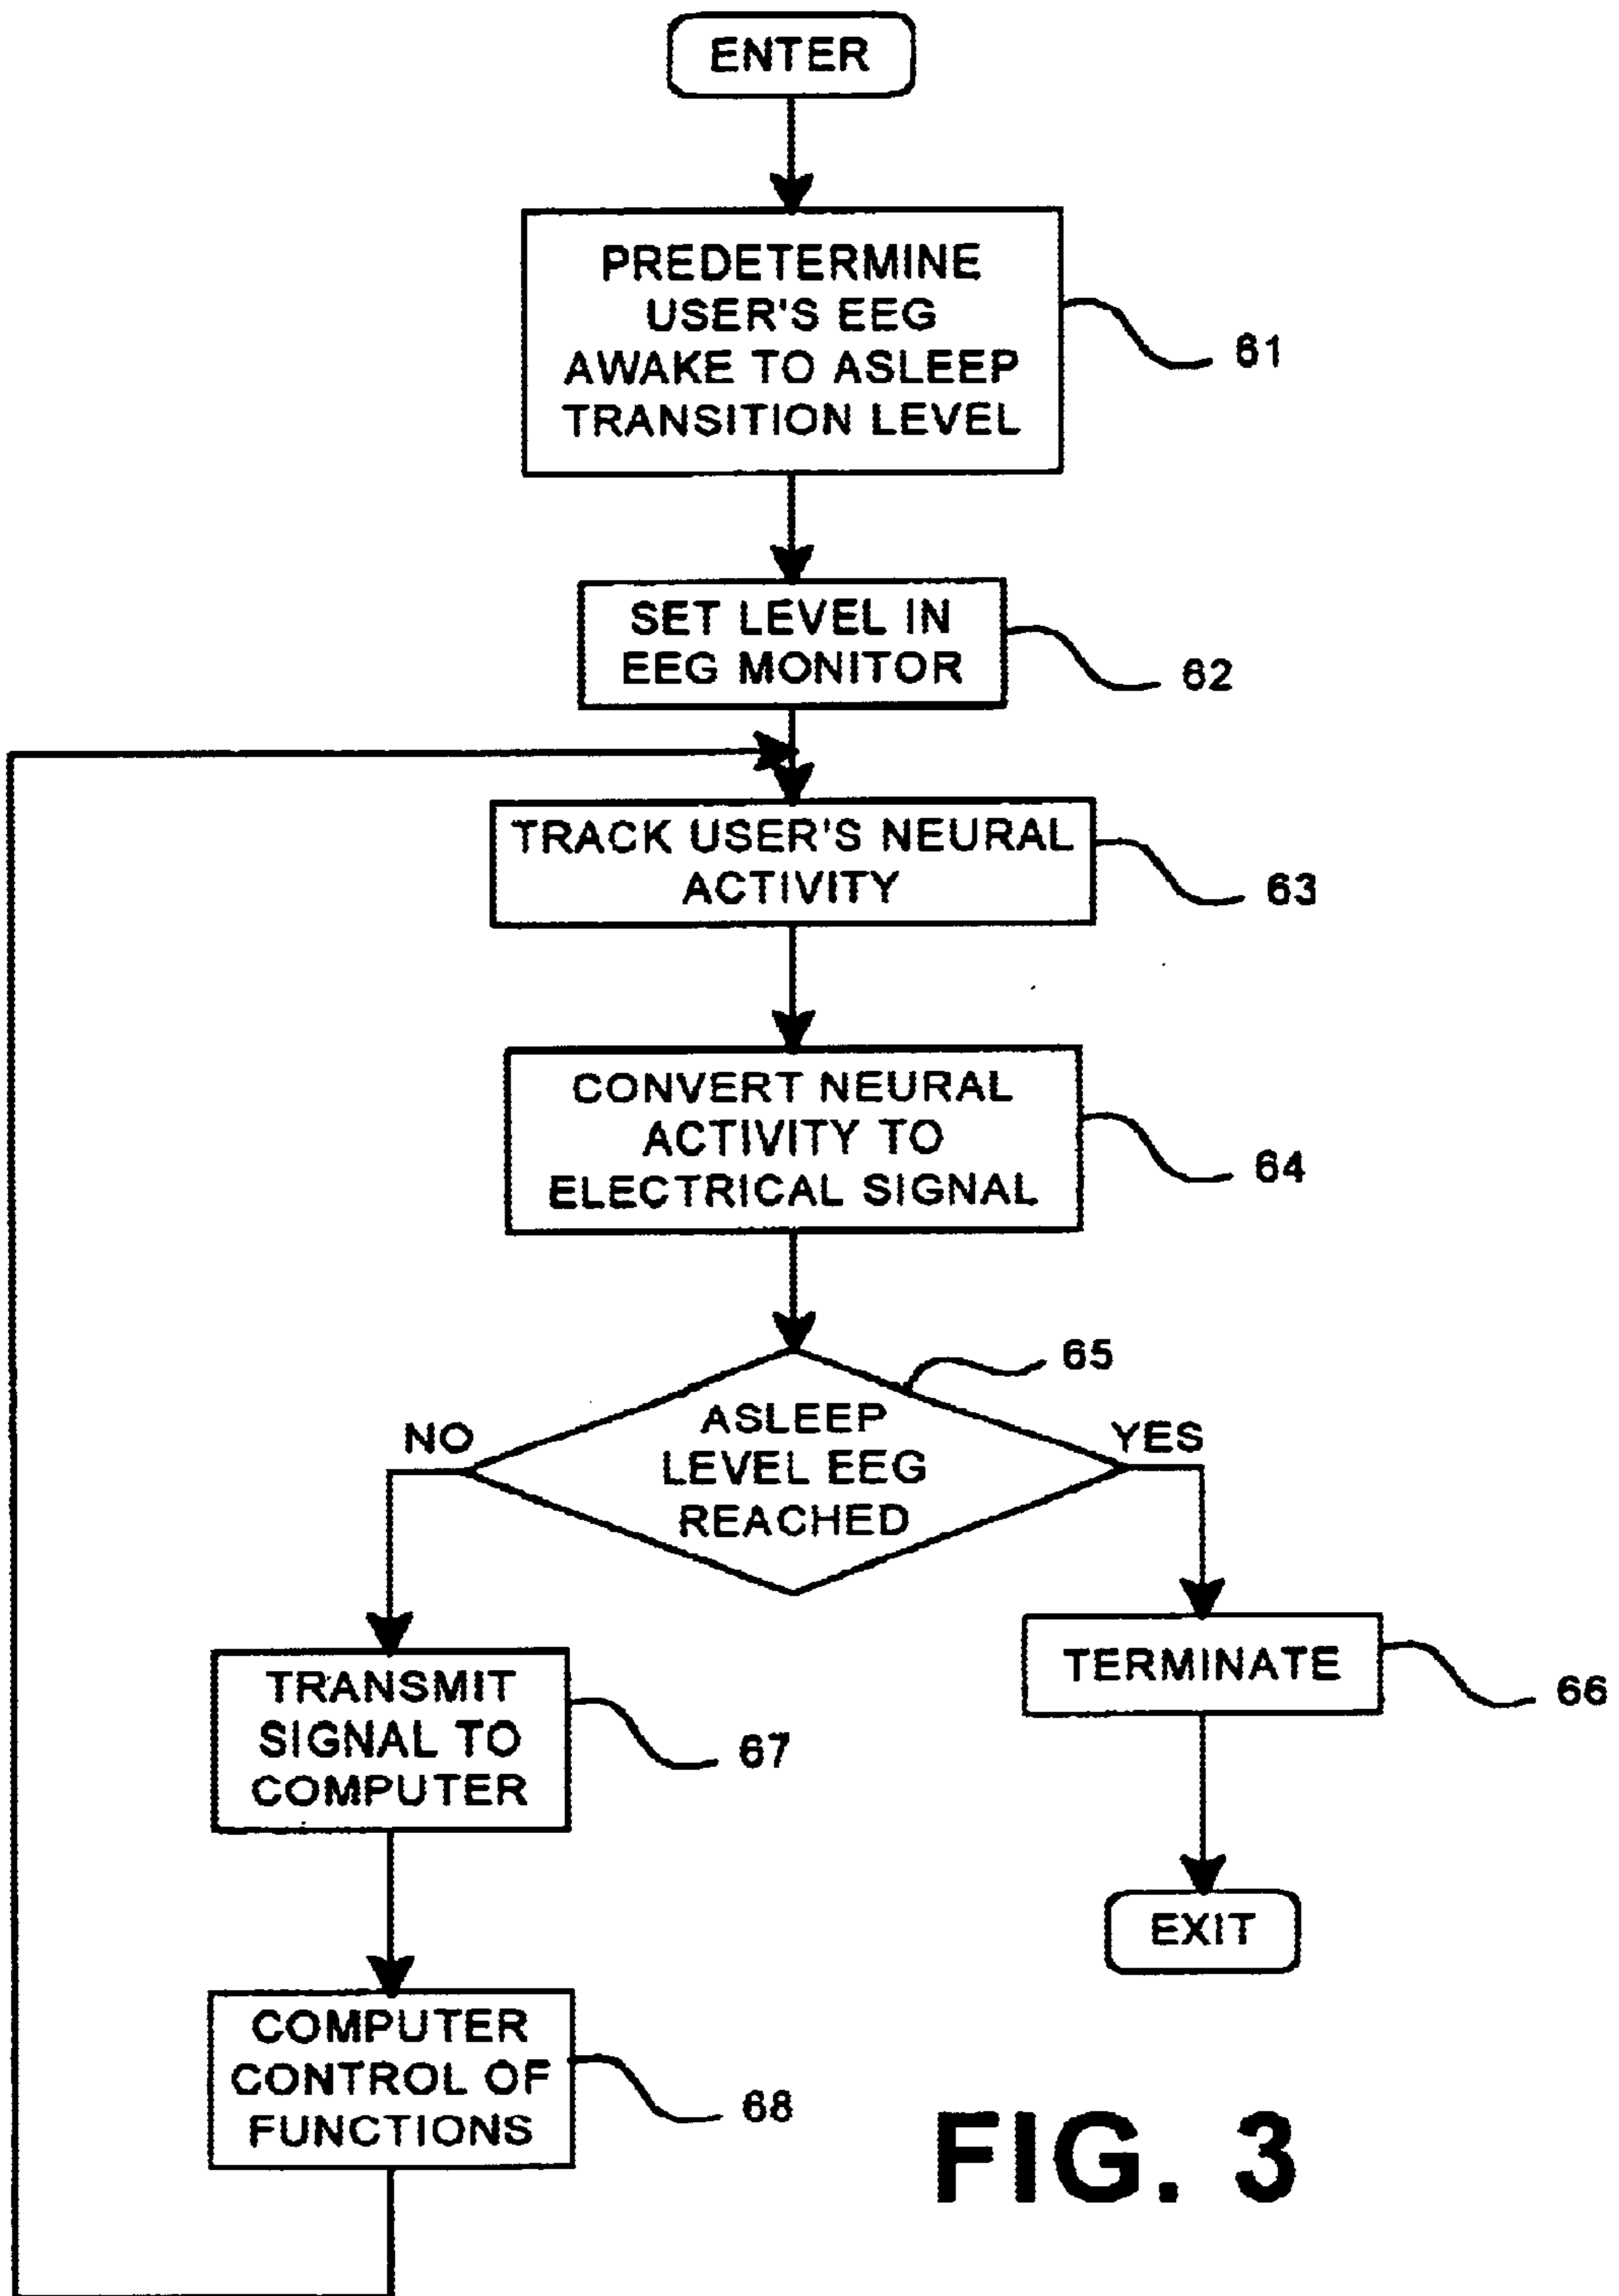 ENTER
PREDETERMINE
USER'S EEG
AWAKE TO ASLEEP
TRANSITION LEVEL
61
SET LEVEL IN
EEG MONITOR
62
TRACK USER'S NEURAL
ACTIVITY
63
CONVERT NEURAL
ACTIVITY TO
ELECTRICAL SIGNAL
64
65
ASLEEP
LEVEL EEG
REACHED
NO
YES
TERMINATE
66
TRANSMIT
SIGNAL TO
COMPUTER
67
EXIT
COMPUTER
CONTROL OF
FUNCTIONS
68
FIG. 3